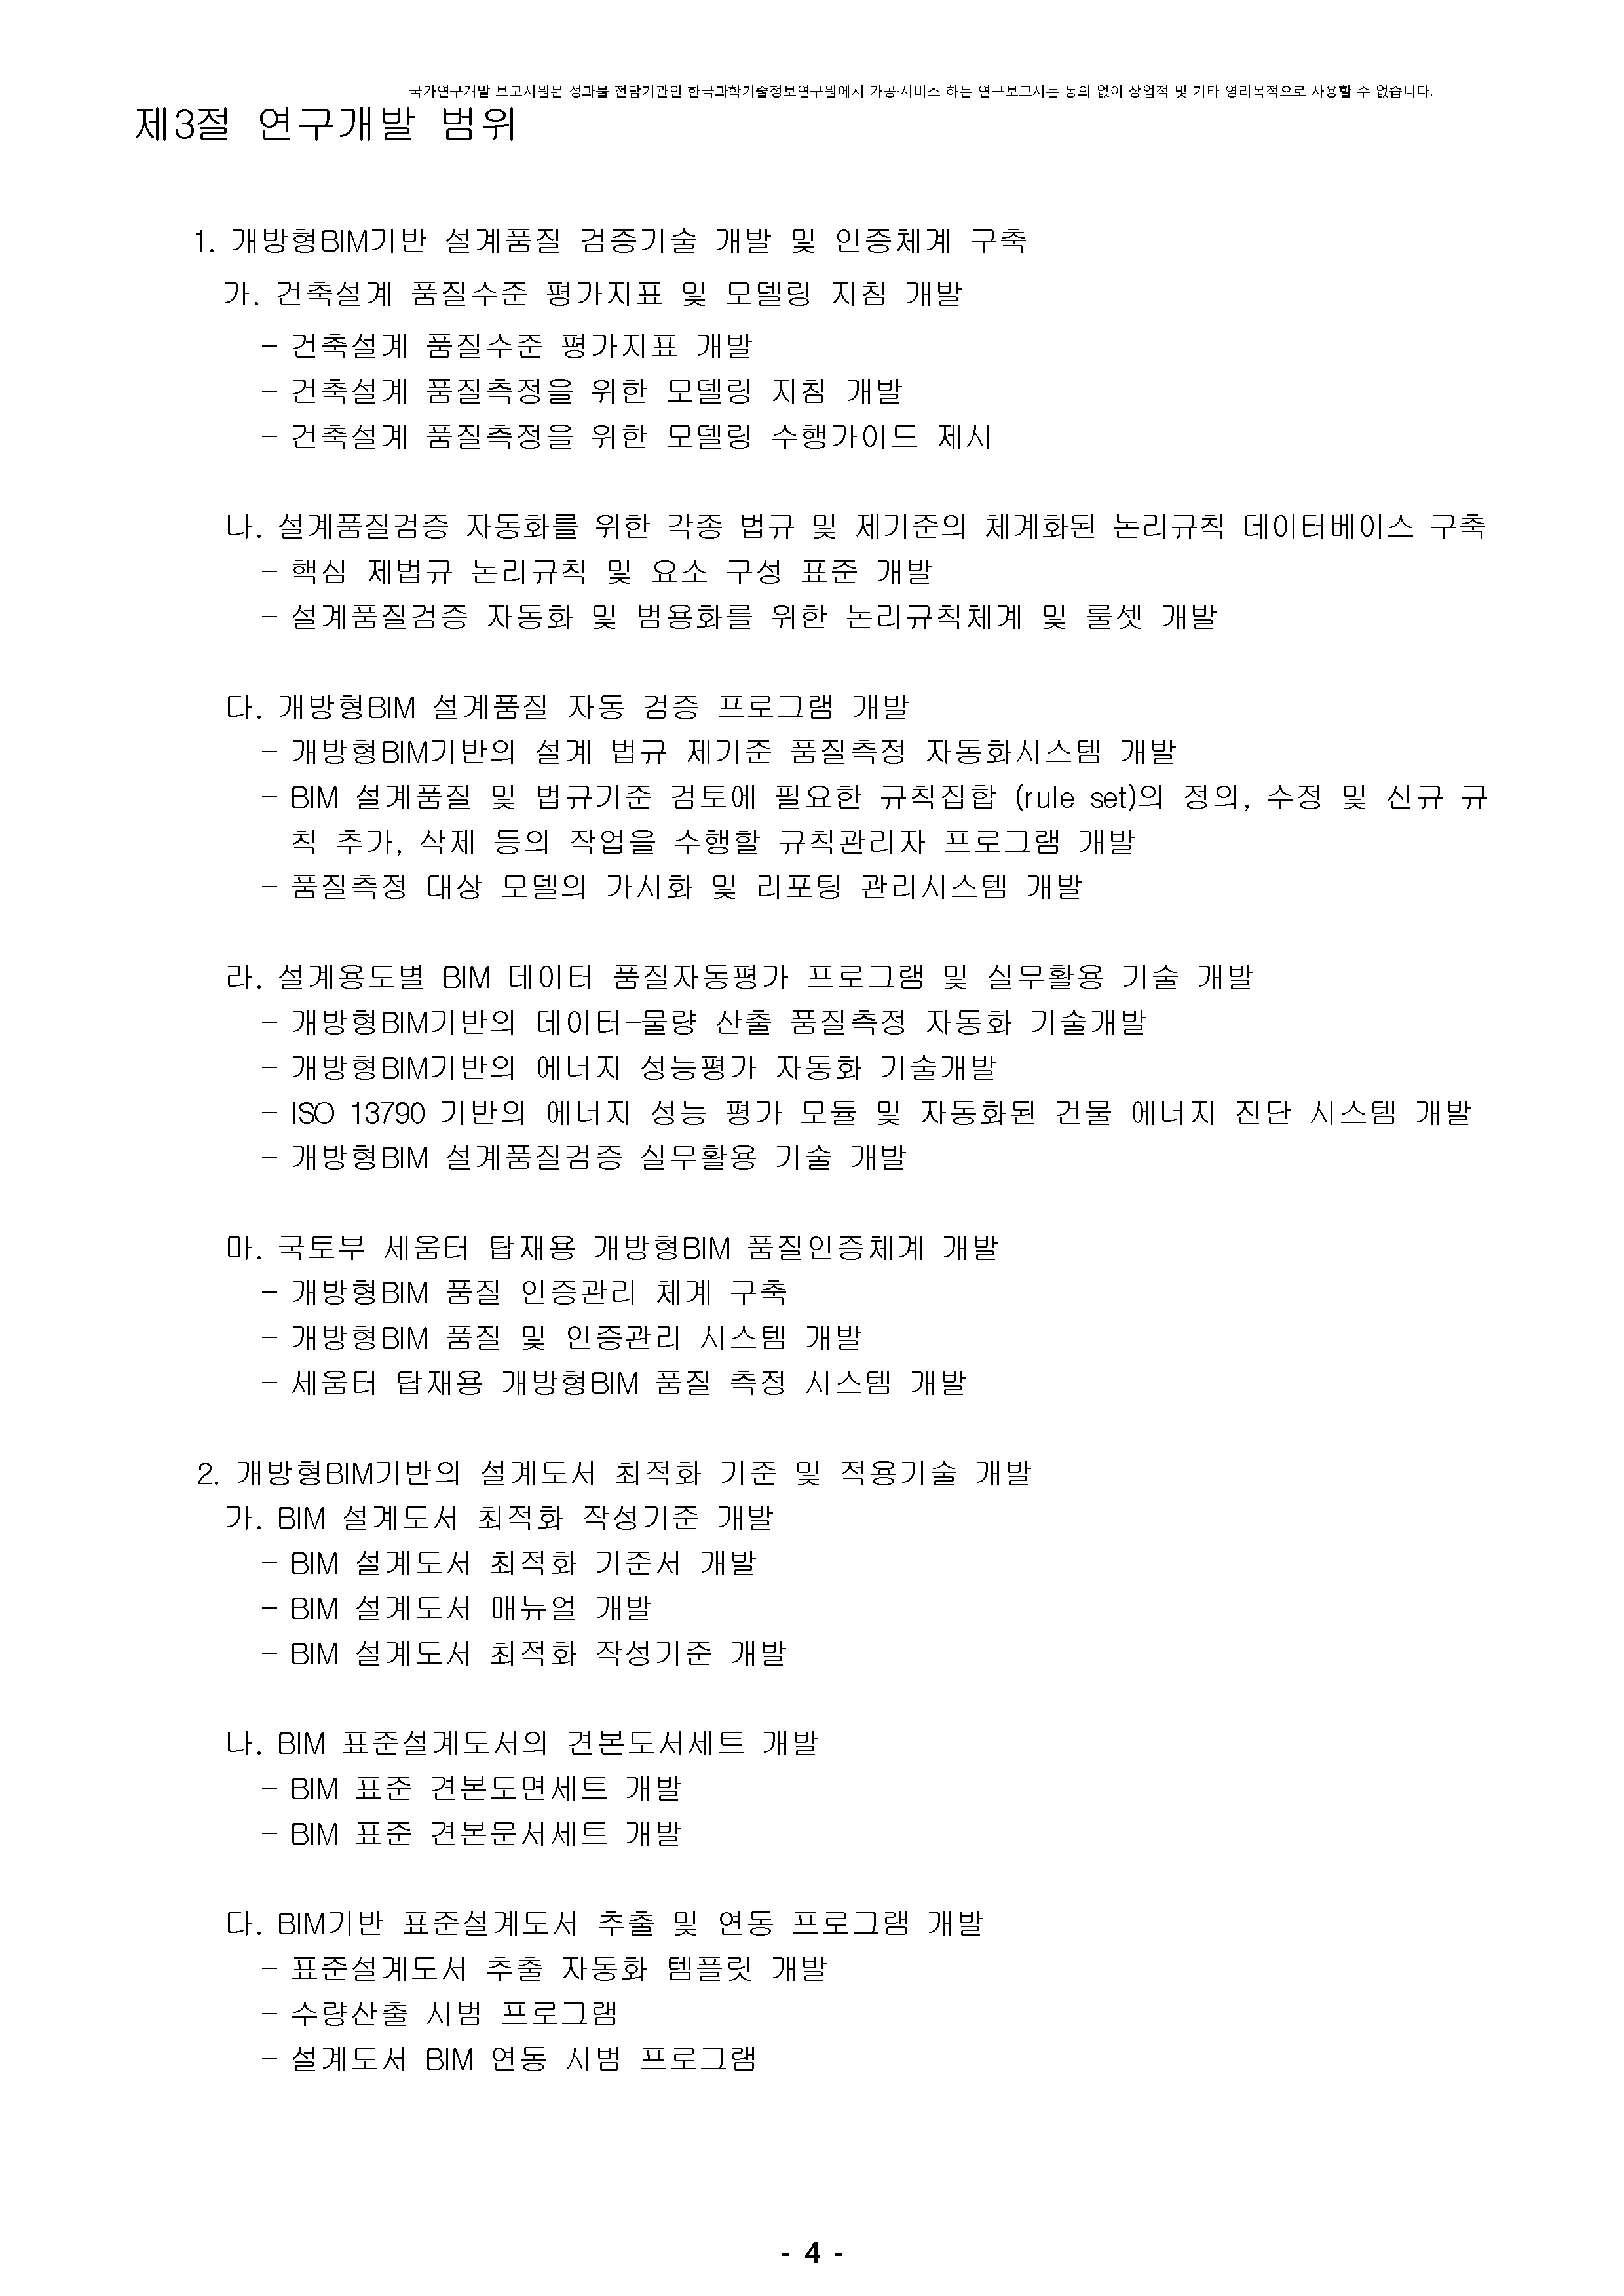 국가연구개발 보고서원문 성과물 전담기관인 한국과학기술정보연구원에서 가공·서비스 하는 연구보고서는 동의 없이 상업적 및 기타 영리목적으로 사용할 수 없습니다.
제3절 연구개발 범위
1. 개방형BIM기반 설계품질 검증기술 개발 및 인증체계 구축
가. 건축설계 품질수준 평가지표 및 모델링 지침 개발
- 건축설계 품질수준 평가지표 개발
- 건축설계 품질측정을 위한 모델링 지침 개발
- 건축설계 품질측정을 위한 모델링 수행가이드 제시
나. 설계품질검증 자동화를 위한 각종 법규 및 제기준의 체계화된 논리규칙 데이터베이스 구축
- 핵심 제법규 논리규칙 및 요소 구성 표준 개발
- 설계품질검증 자동화 및 범용화를 위한 논리규칙체계 및 룰셋 개발
다. 개방형BIM 설계품질 자동 검증 프로그램 개발
- 개방형BIM기반의 설계 법규 제기준 품질측정 자동화시스템 개발
- BIM 설계품질 및 법규기준 검토에 필요한 규칙집합 (rule set)의 정의, 수정 및 신규 규
칙 추가, 삭제 등의 작업을 수행할 규칙관리자 프로그램 개발
- 품질측정 대상 모델의 가시화 및 리포팅 관리시스템 개발
라. 설계용도별 BIM 데이터 품질자동평가 프로그램 및 실무활용 기술 개발
- 개방형BIM기반의 데이터-물량 산출 품질측정 자동화 기술개발
- 개방형BIM기반의 에너지 성능평가 자동화 기술개발
- ISO 13790 기반의 에너지 성능 평가 모듈 및 자동화된 건물 에너지 진단 시스템 개발
- 개방형BIM 설계품질검증 실무활용 기술 개발
마. 국토부 세움터 탑재용 개방형BIM 품질인증체계 개발
- 개방형BIM 품질 인증관리 체계 구축
- 개방형BIM 품질 및 인증관리 시스템 개발
- 세움터 탑재용 개방형BIM 품질 측정 시스템 개발
2. 개방형BIM기반의 설계도서 최적화 기준 및 적용기술 개발
가. BIM 설계도서 최적화 작성기준 개발
- BIM 설계도서 최적화 기준서 개발
- BIM 설계도서 매뉴얼 개발
- BIM 설계도서 최적화 작성기준 개발
나. BIM 표준설계도서의 견본도서세트 개발
- BIM 표준 견본도면세트 개발
- BIM 표준 견본문서세트 개발
다. BIM기반 표준설계도서 추출 및 연동 프로그램 개발
- 표준설계도서 추출 자동화 템플릿 개발
- 수량산출 시범 프로그램
- 설계도서 BIM 연동 시범 프로그램
- 4 -